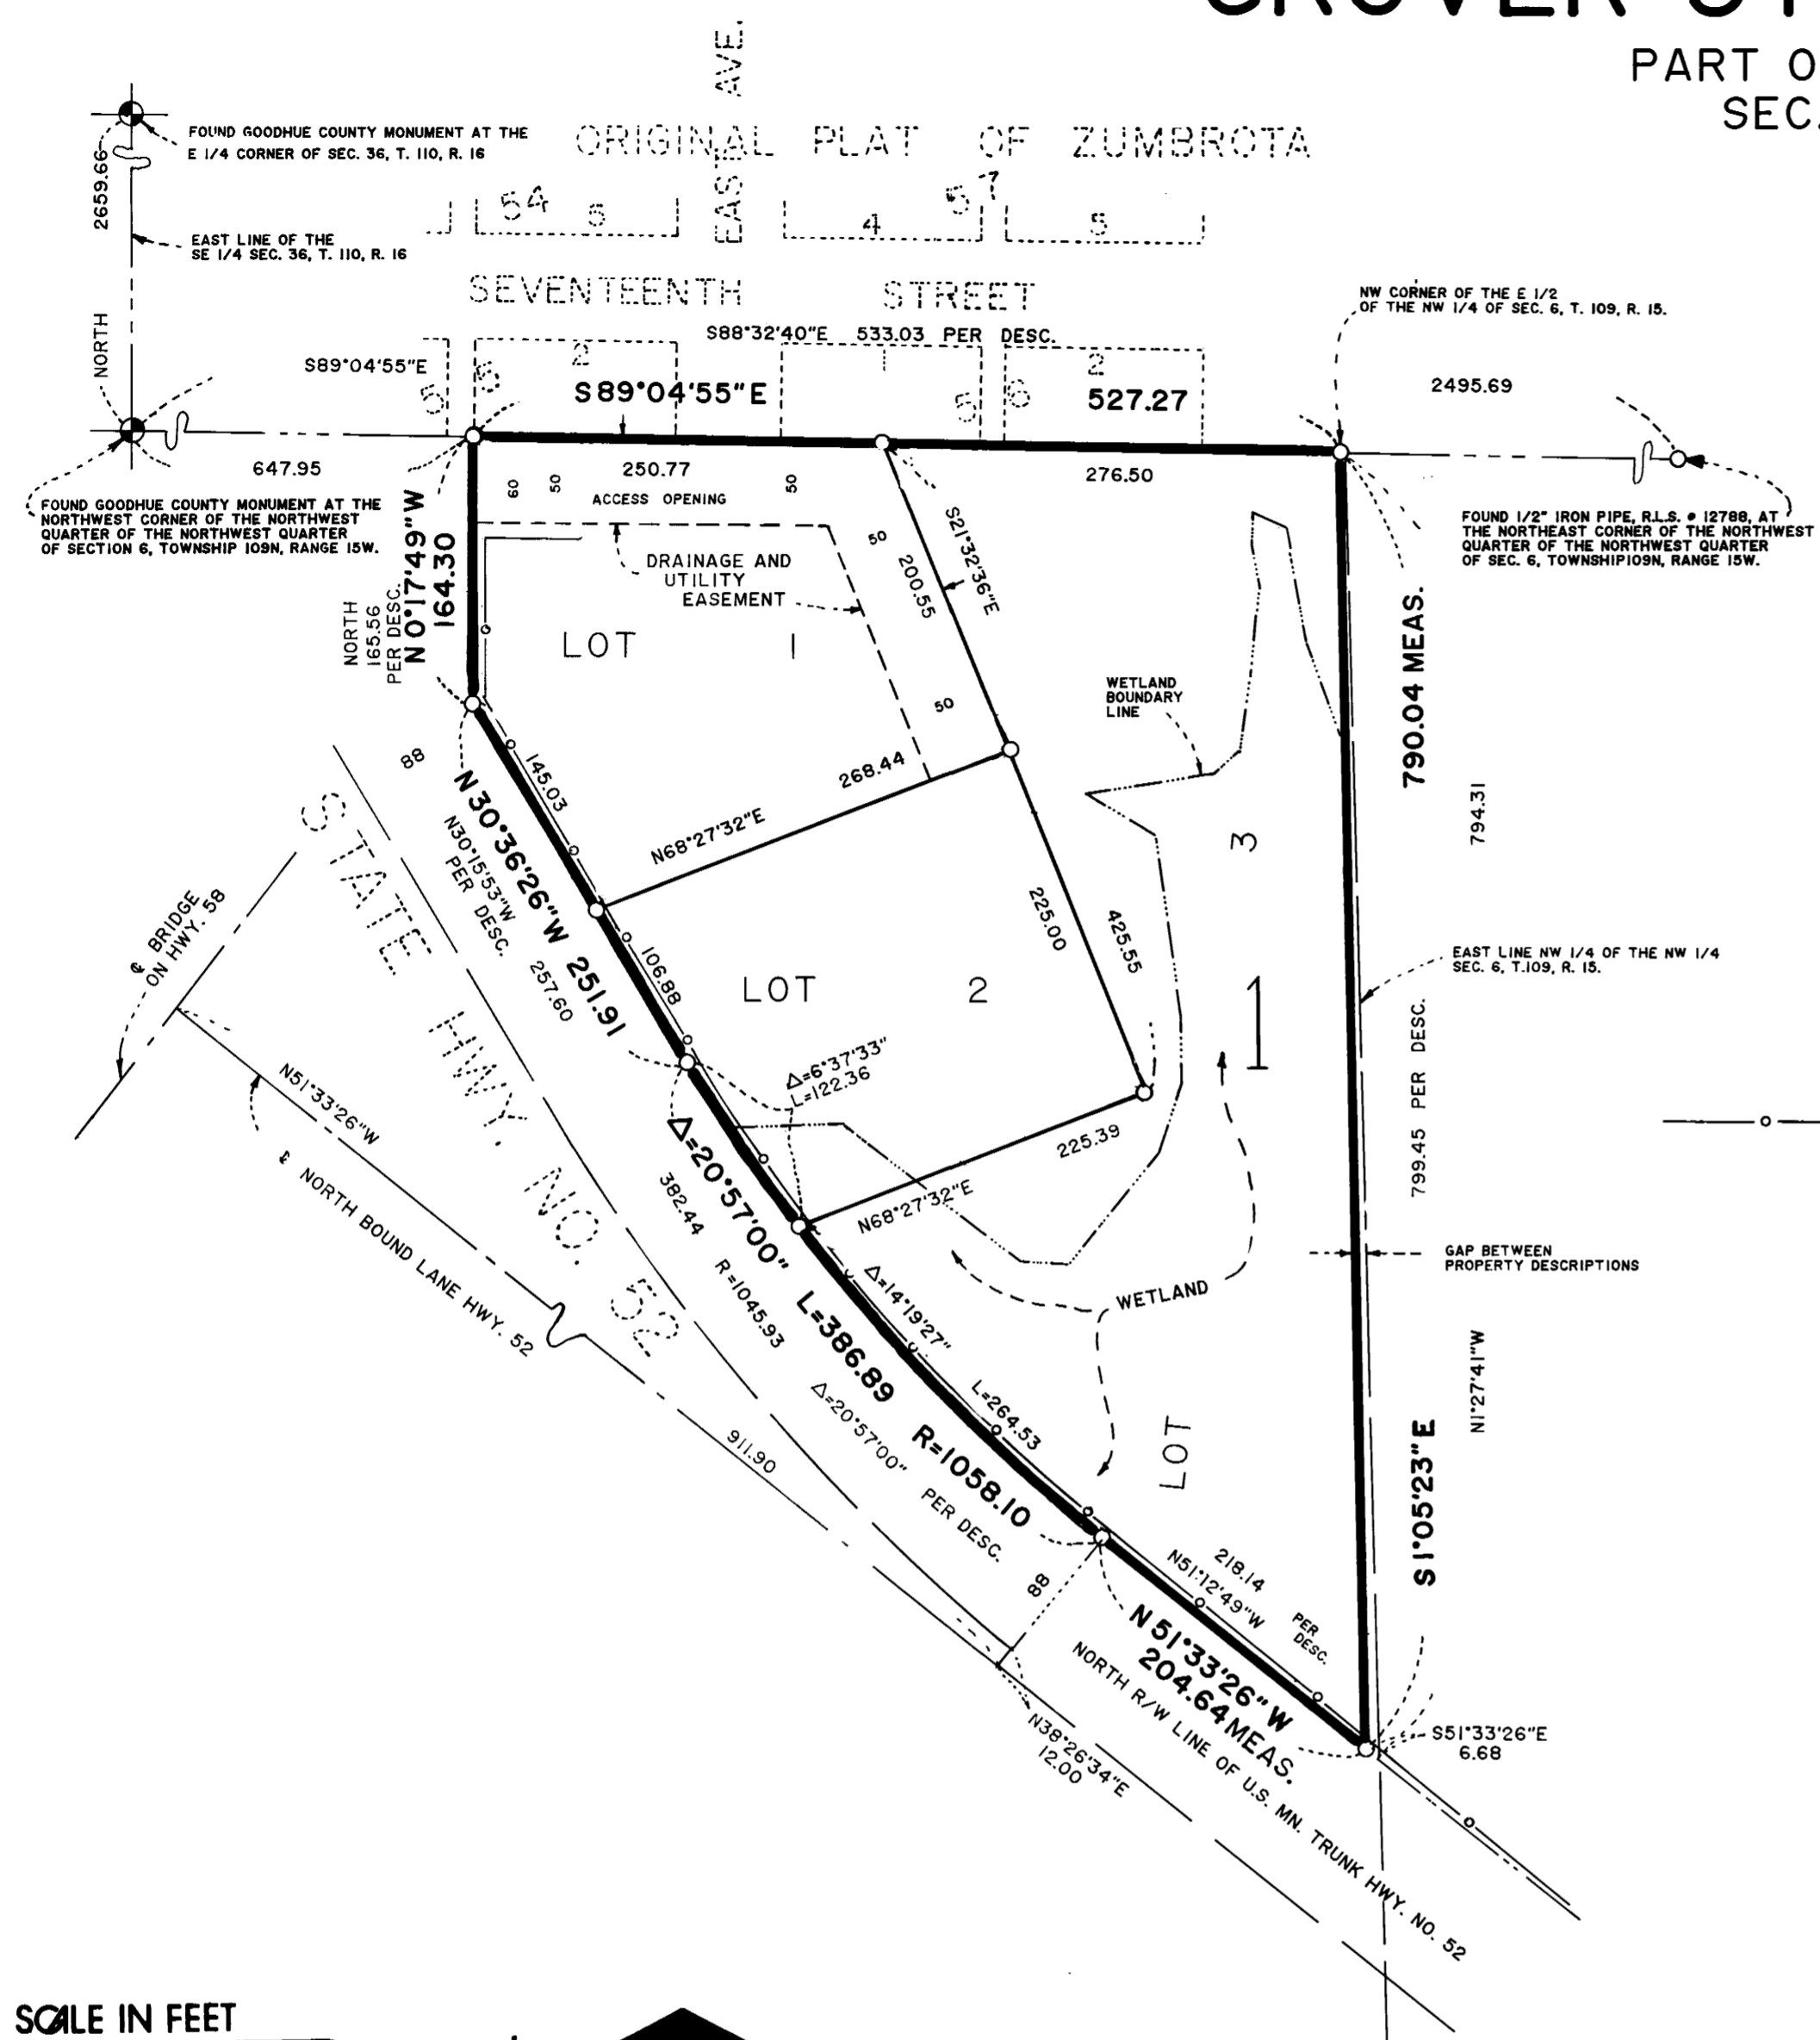 PART O
SEC.
EAST AVE.
ORIGINAL PLAT OF ZUMBROTA
FOUND GOODHUE COUNTY MONUMENT AT THE
E 1/4 CORNER OF SEC. 36, T. 110, R. 16
2659.66
54
57
4
5
EAST LINE OF THE
SE 1/4 SEC. 36, T. 110, R. 16
SEVENTEENTH STREET
NW CORNER OF THE E 1/2
OF THE NW 1/4 OF SEC. 6, T. 109, R. 15.
S88°32'40"E 533.03 PER DESC.
NORTH
S89°04'55"E
5
5
2
5
6
2
S89°04'55"E
527.27
2495.69
647.95
60
50
250.77
50
276.50
ACCESS OPENING
FOUND GOODHUE COUNTY MONUMENT AT THE
NORTHWEST CORNER OF THE NORTHWEST
QUARTER OF THE NORTHWEST QUARTER
OF SECTION 6, TOWNSHIP 109N, RANGE 15W.
FOUND 1/2" IRON PIPE, R.L.S. # 12788, AT
THE NORTHEAST CORNER OF THE NORTHWEST
QUARTER OF THE NORTHWEST QUARTER
OF SEC. 6, TOWNSHIP109N, RANGE 15W.
N 0°17'49"W
164.30
NORTH
165.56
PER DESC.
DRAINAGE AND
UTILITY
EASEMENT
50
S21°32'36"E
200.55
LOT 1
50
WETLAND
BOUNDARY
LINE
790.04 MEAS.
794.31
88
145.03
268.44
N68°27'32"E
N 30°36'26"W 251.91
N30°15'53"W
PER DESC.
257.60
STATE HWY. NO. 52
225.00
425.55
3
₵ BRIDGE
ON HWY. 58
106.88
LOT 2
1
EAST LINE NW 1/4 OF THE NW 1/4
SEC. 6, T.109, R. 15.
799.45 PER DESC.
Δ=6°37'33"
L=122.36
N51°33'26"W
₵ NORTH BOUND LANE HWY. 52
225.39
N68°27'32"E
Δ=20°57'00" L=386.89 R=1058.10
382.44 R=1045.93
Δ=20°57'00" PER DESC.
GAP BETWEEN
PROPERTY DESCRIPTIONS
WETLAND
Δ=14°19'27"
L=264.53
911.90
LOT
N1°27'41"W
S1°05'23"E
88
218.14
N51°12'49"W
PER
DESC.
N 51°33'26"W
204.64 MEAS.
NORTH R/W LINE OF U.S. MN. TRUNK HWY. NO. 52
N38°26'34"E
12.00
S51°33'26"E
6.68
SCALE IN FEET